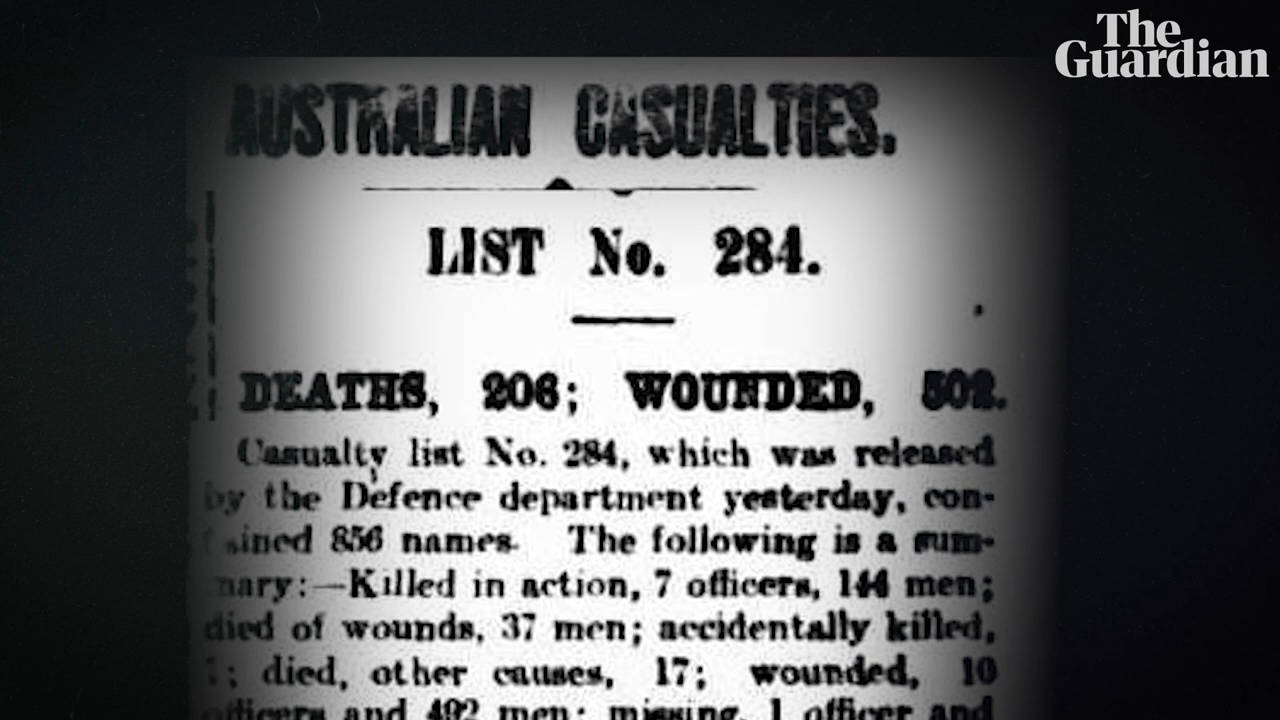 The
Guardian
AUSTRALIAN CASUALTIES.
LIST No. 284.
DEATHS, 206; WOUNDED, 502.
Casualty list No. 284, which was released
by the Defence department yesterday, con-
tained 856 names. The following is a sum-
mary:—Killed in action, 7 officers, 144 men;
died of wounds, 37 men; accidentally killed,
1; died, other causes, 17; wounded, 10
officers and 492 men; missing, 1 officer and